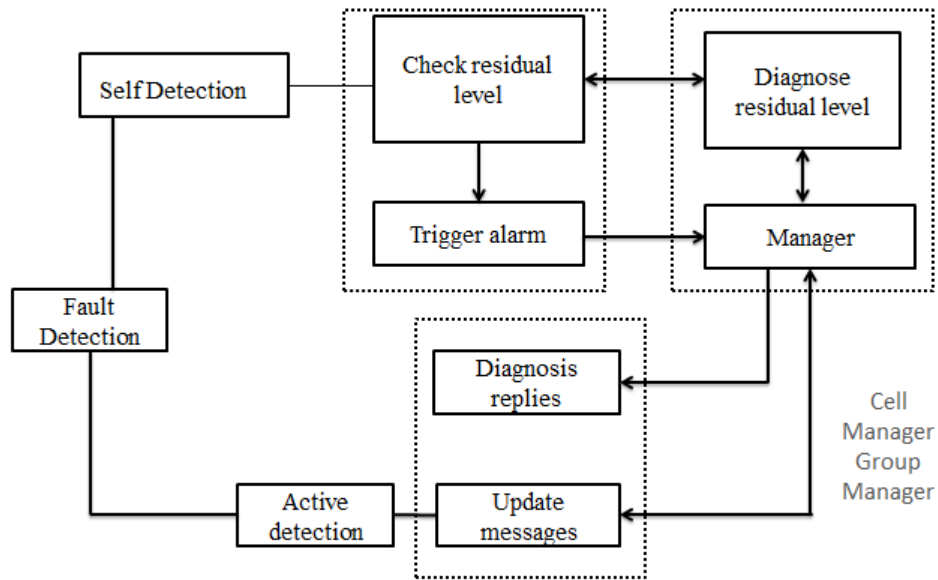 Self Detection
Check residual
level
Diagnose
residual level
Trigger alarm
Manager
Fault
Detection
Diagnosis
replies
Cell
Manager
Group
Manager
Active
detection
Update
messages